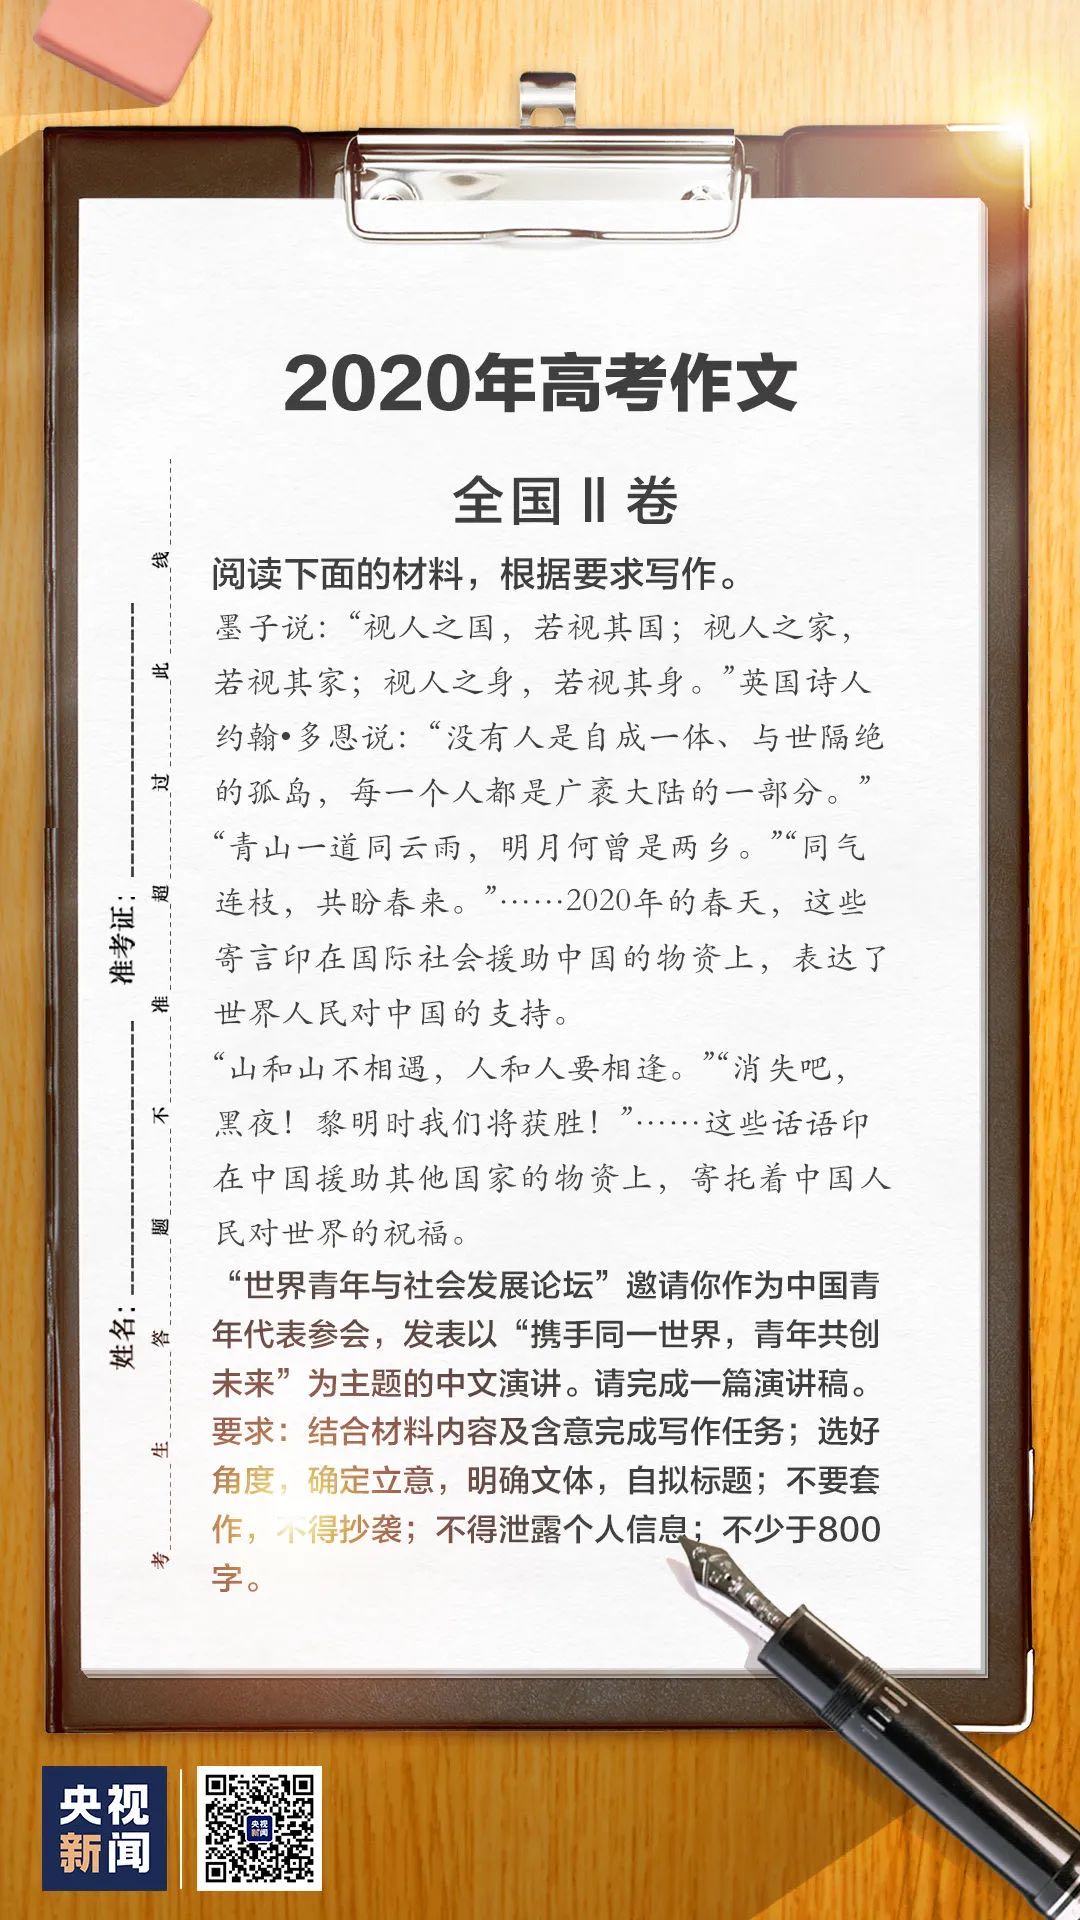 2020年高考作文
全国Ⅱ卷
阅读下面的材料，根据要求写作。
墨子说：“视人之国，若视其国；视人之家，
若视其家；视人之身，若视其身。”英国诗人
约翰•多恩说：“没有人是自成一体、与世隔绝
的孤岛，每一个人都是广袤大陆的一部分。”
“青山一道同云雨，明月何曾是两乡。”“同气
连枝，共盼春来。”……2020年的春天，这些
寄言印在国际社会援助中国的物资上，表达了
世界人民对中国的支持。
“山和山不相遇，人和人要相逢。”“消失吧，
黑夜！黎明时我们将获胜！”……这些话语印
在中国援助其他国家的物资上，寄托着中国人
民对世界的祝福。
“世界青年与社会发展论坛”邀请你作为中国青
年代表参会，发表以“携手同一世界，青年共创
未来”为主题的中文演讲。请完成一篇演讲稿。
要求：结合材料内容及含意完成写作任务；选好
角度，确定立意，明确文体，自拟标题；不要套
作，不得抄袭；不得泄露个人信息；不少于800
字。
姓名： 准考证：
考生答题不准超过此线
央视
新闻
央视
新闻